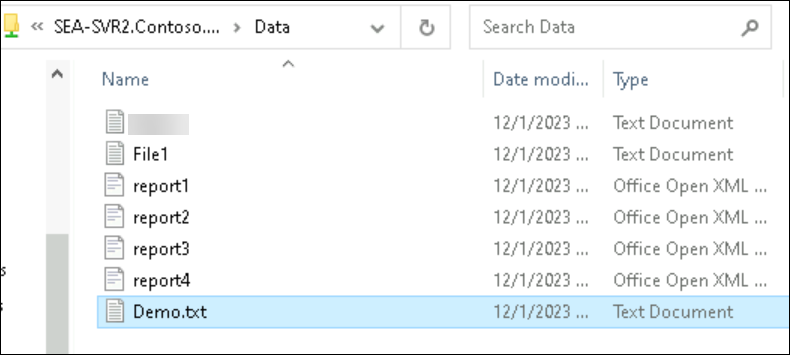 « SEA-SVR2.Contoso.... > Data
Search Data
Name Date modi... Type
12/1/2023 ... Text Document
File1 12/1/2023 ... Text Document
report1 12/1/2023 ... Office Open XML ...
report2 12/1/2023 ... Office Open XML ...
report3 12/1/2023 ... Office Open XML ...
report4 12/1/2023 ... Office Open XML ...
Demo.txt 12/1/2023 ... Text Document